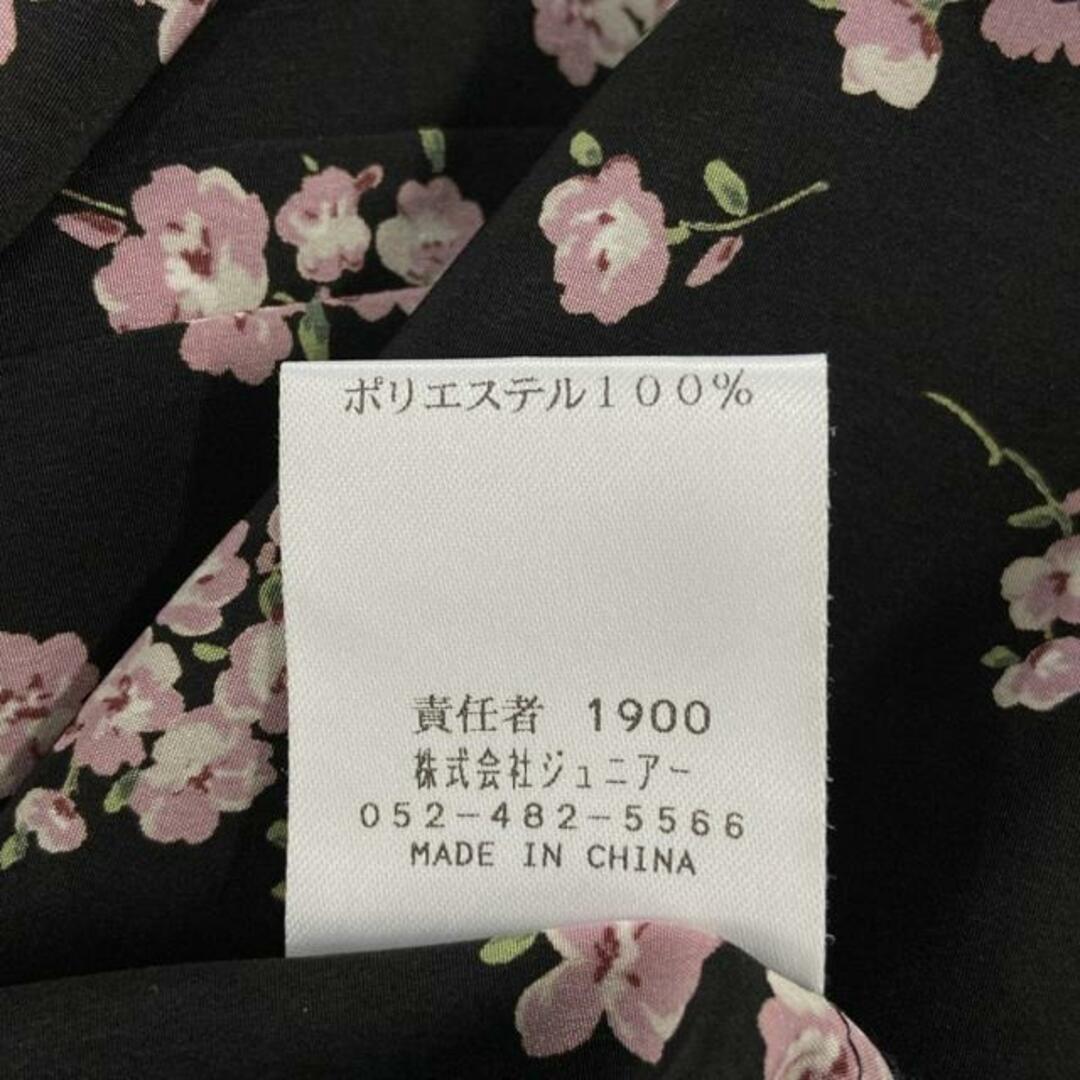 ポリエステル１００％
責任者 1900
株式会社ジュニアー
052-482-5566
MADE IN CHINA